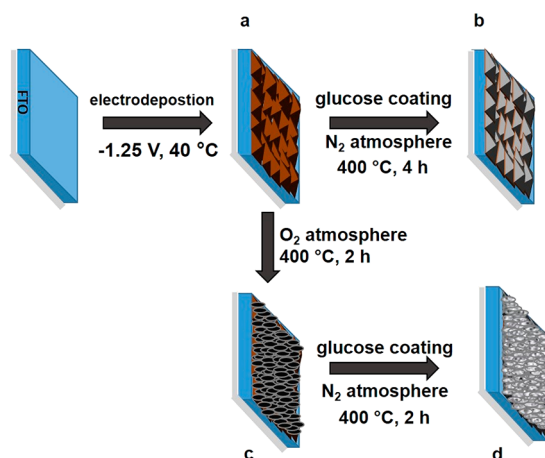 a
b
FTO
electrodepostion
-1.25 V, 40 °C
glucose coating
N₂ atmosphere
400 °C, 4 h
O₂ atmosphere
400 °C, 2 h
glucose coating
N₂ atmosphere
400 °C, 2 h
c
d